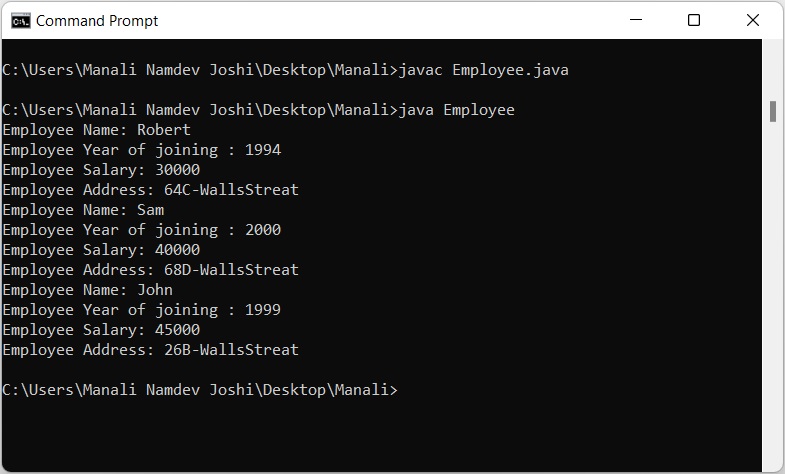 Command Prompt
C:\Users\Manali Namdev Joshi\Desktop\Manali>javac Employee.java
C:\Users\Manali Namdev Joshi\Desktop\Manali>java Employee
Employee Name: Robert
Employee Year of joining : 1994
Employee Salary: 30000
Employee Address: 64C-WallsStreat
Employee Name: Sam
Employee Year of joining : 2000
Employee Salary: 40000
Employee Address: 68D-WallsStreat
Employee Name: John
Employee Year of joining : 1999
Employee Salary: 45000
Employee Address: 26B-WallsStreat
C:\Users\Manali Namdev Joshi\Desktop\Manali>